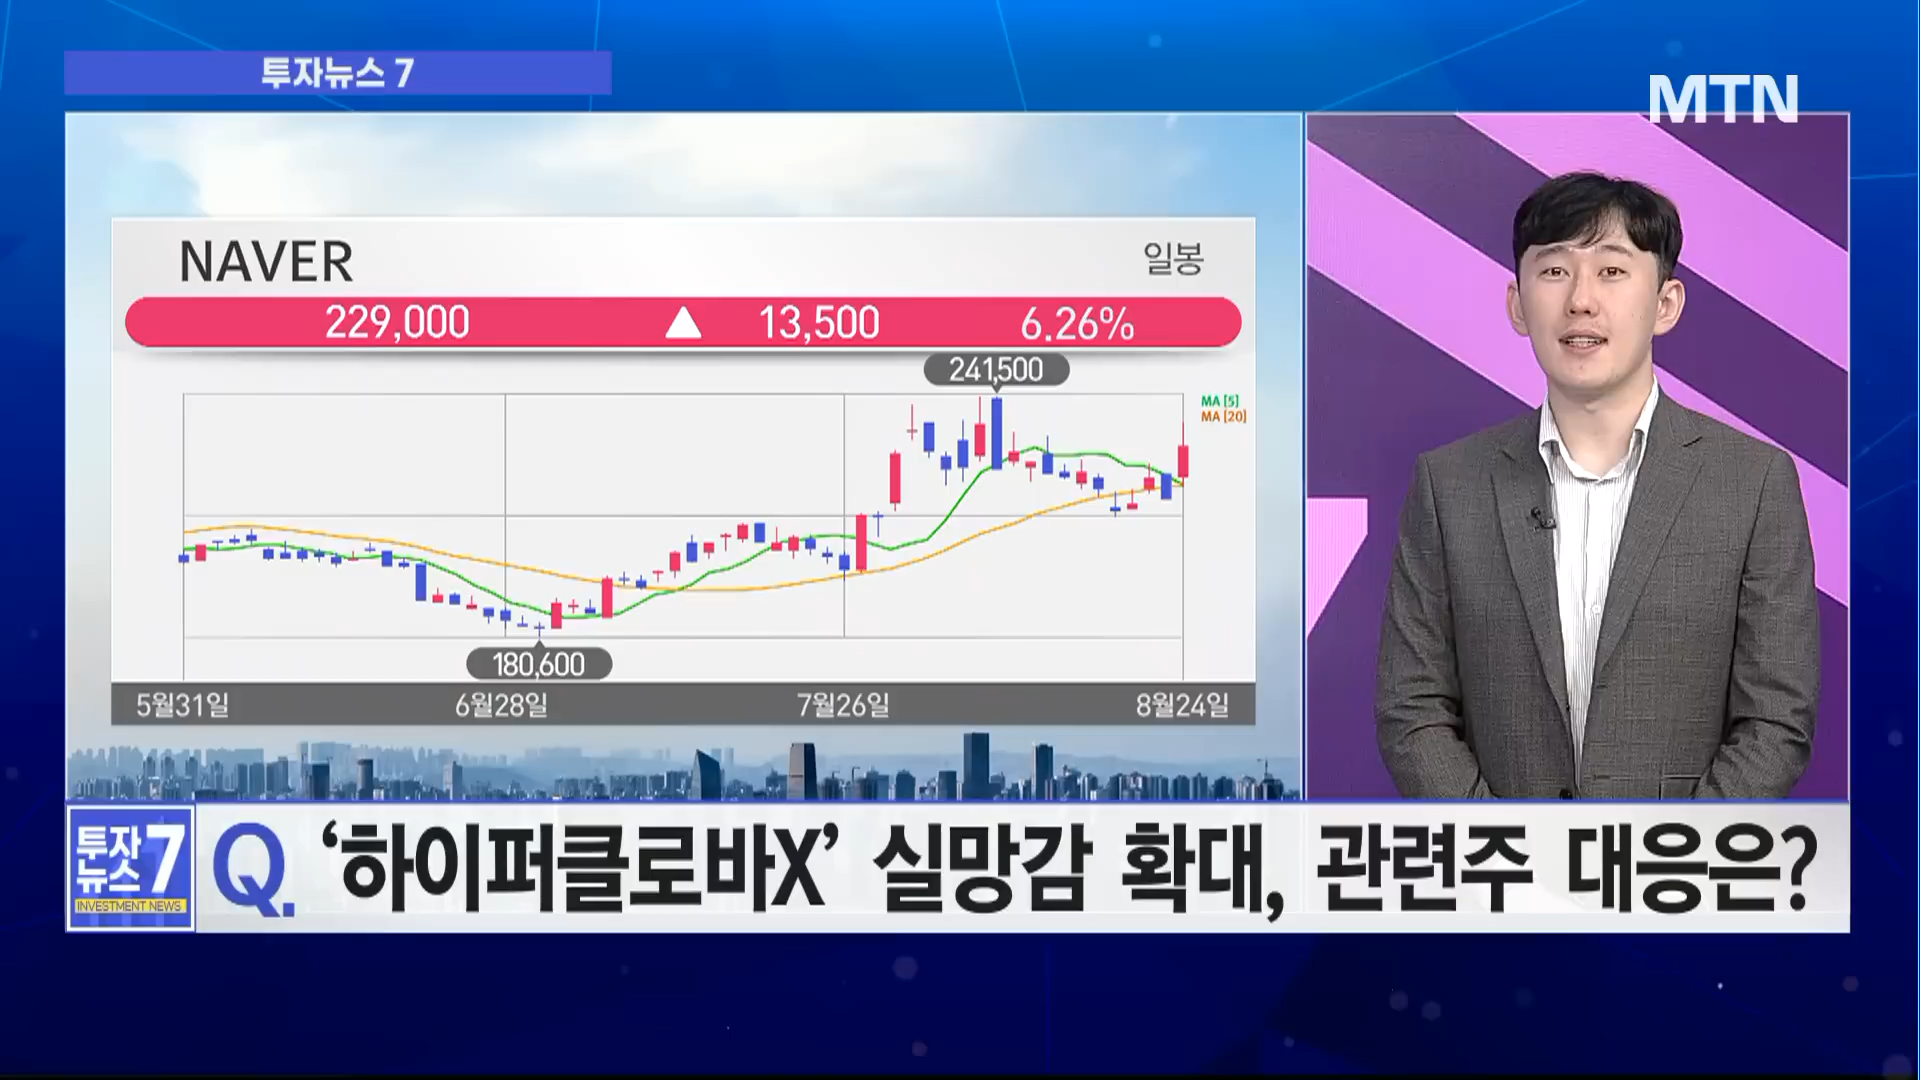 투자뉴스 7
MTN
NAVER
일봉
229,000 ▲ 13,500 6.26%
241,500
MA [5]
MA [20]
180,600
5월31일 6월28일 7월26일 8월24일
투자
뉴스 7
INVESTMENT NEWS
Q. ‘하이퍼클로바X’ 실망감 확대, 관련주 대응은?